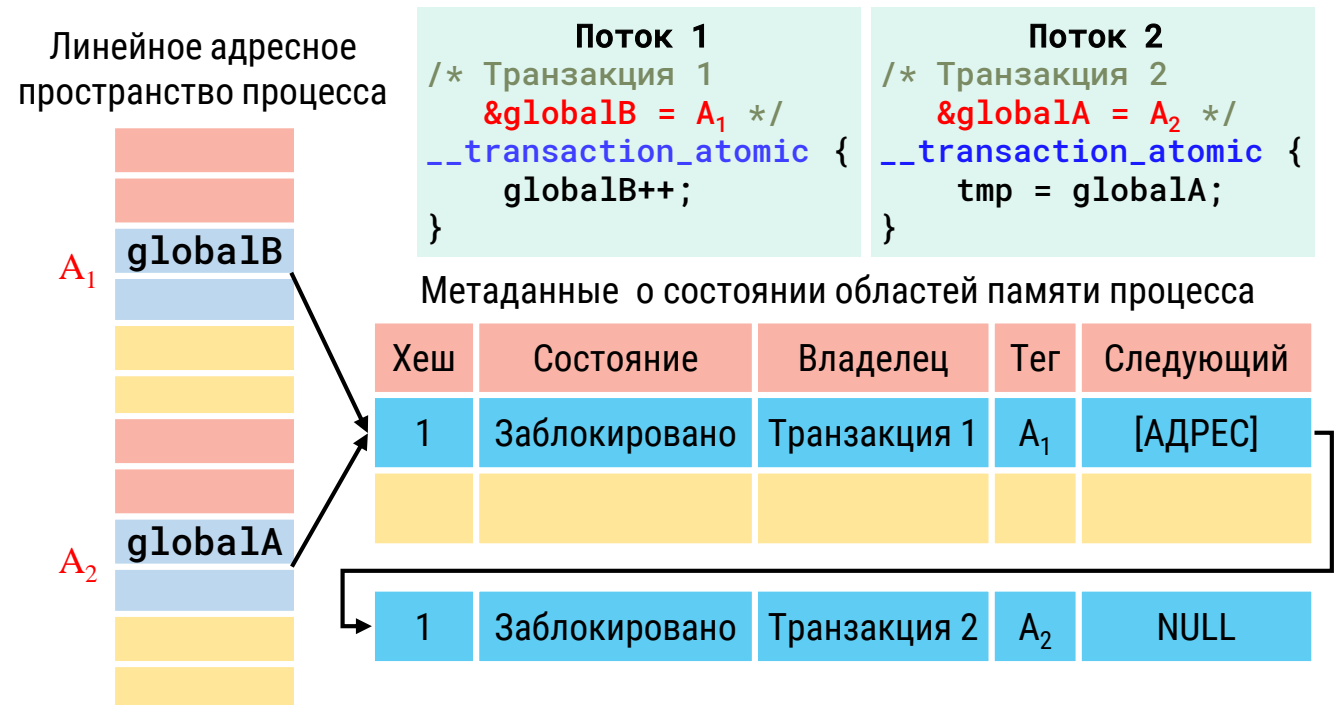 Линейное адресное
пространство процесса
globalB
A1
globalA
A2
Поток 1
/* Транзакция 1
&globalB = A1 */
__transaction_atomic {
globalB++;
}
Поток 2
/* Транзакция 2
&globalA = A2 */
__transaction_atomic {
tmp = globalA;
}
Метаданные о состоянии областей памяти процесса
Хеш Состояние Владелец Тег Следующий
1 Заблокировано Транзакция 1 A1 [АДРЕС]
1 Заблокировано Транзакция 2 A2 NULL